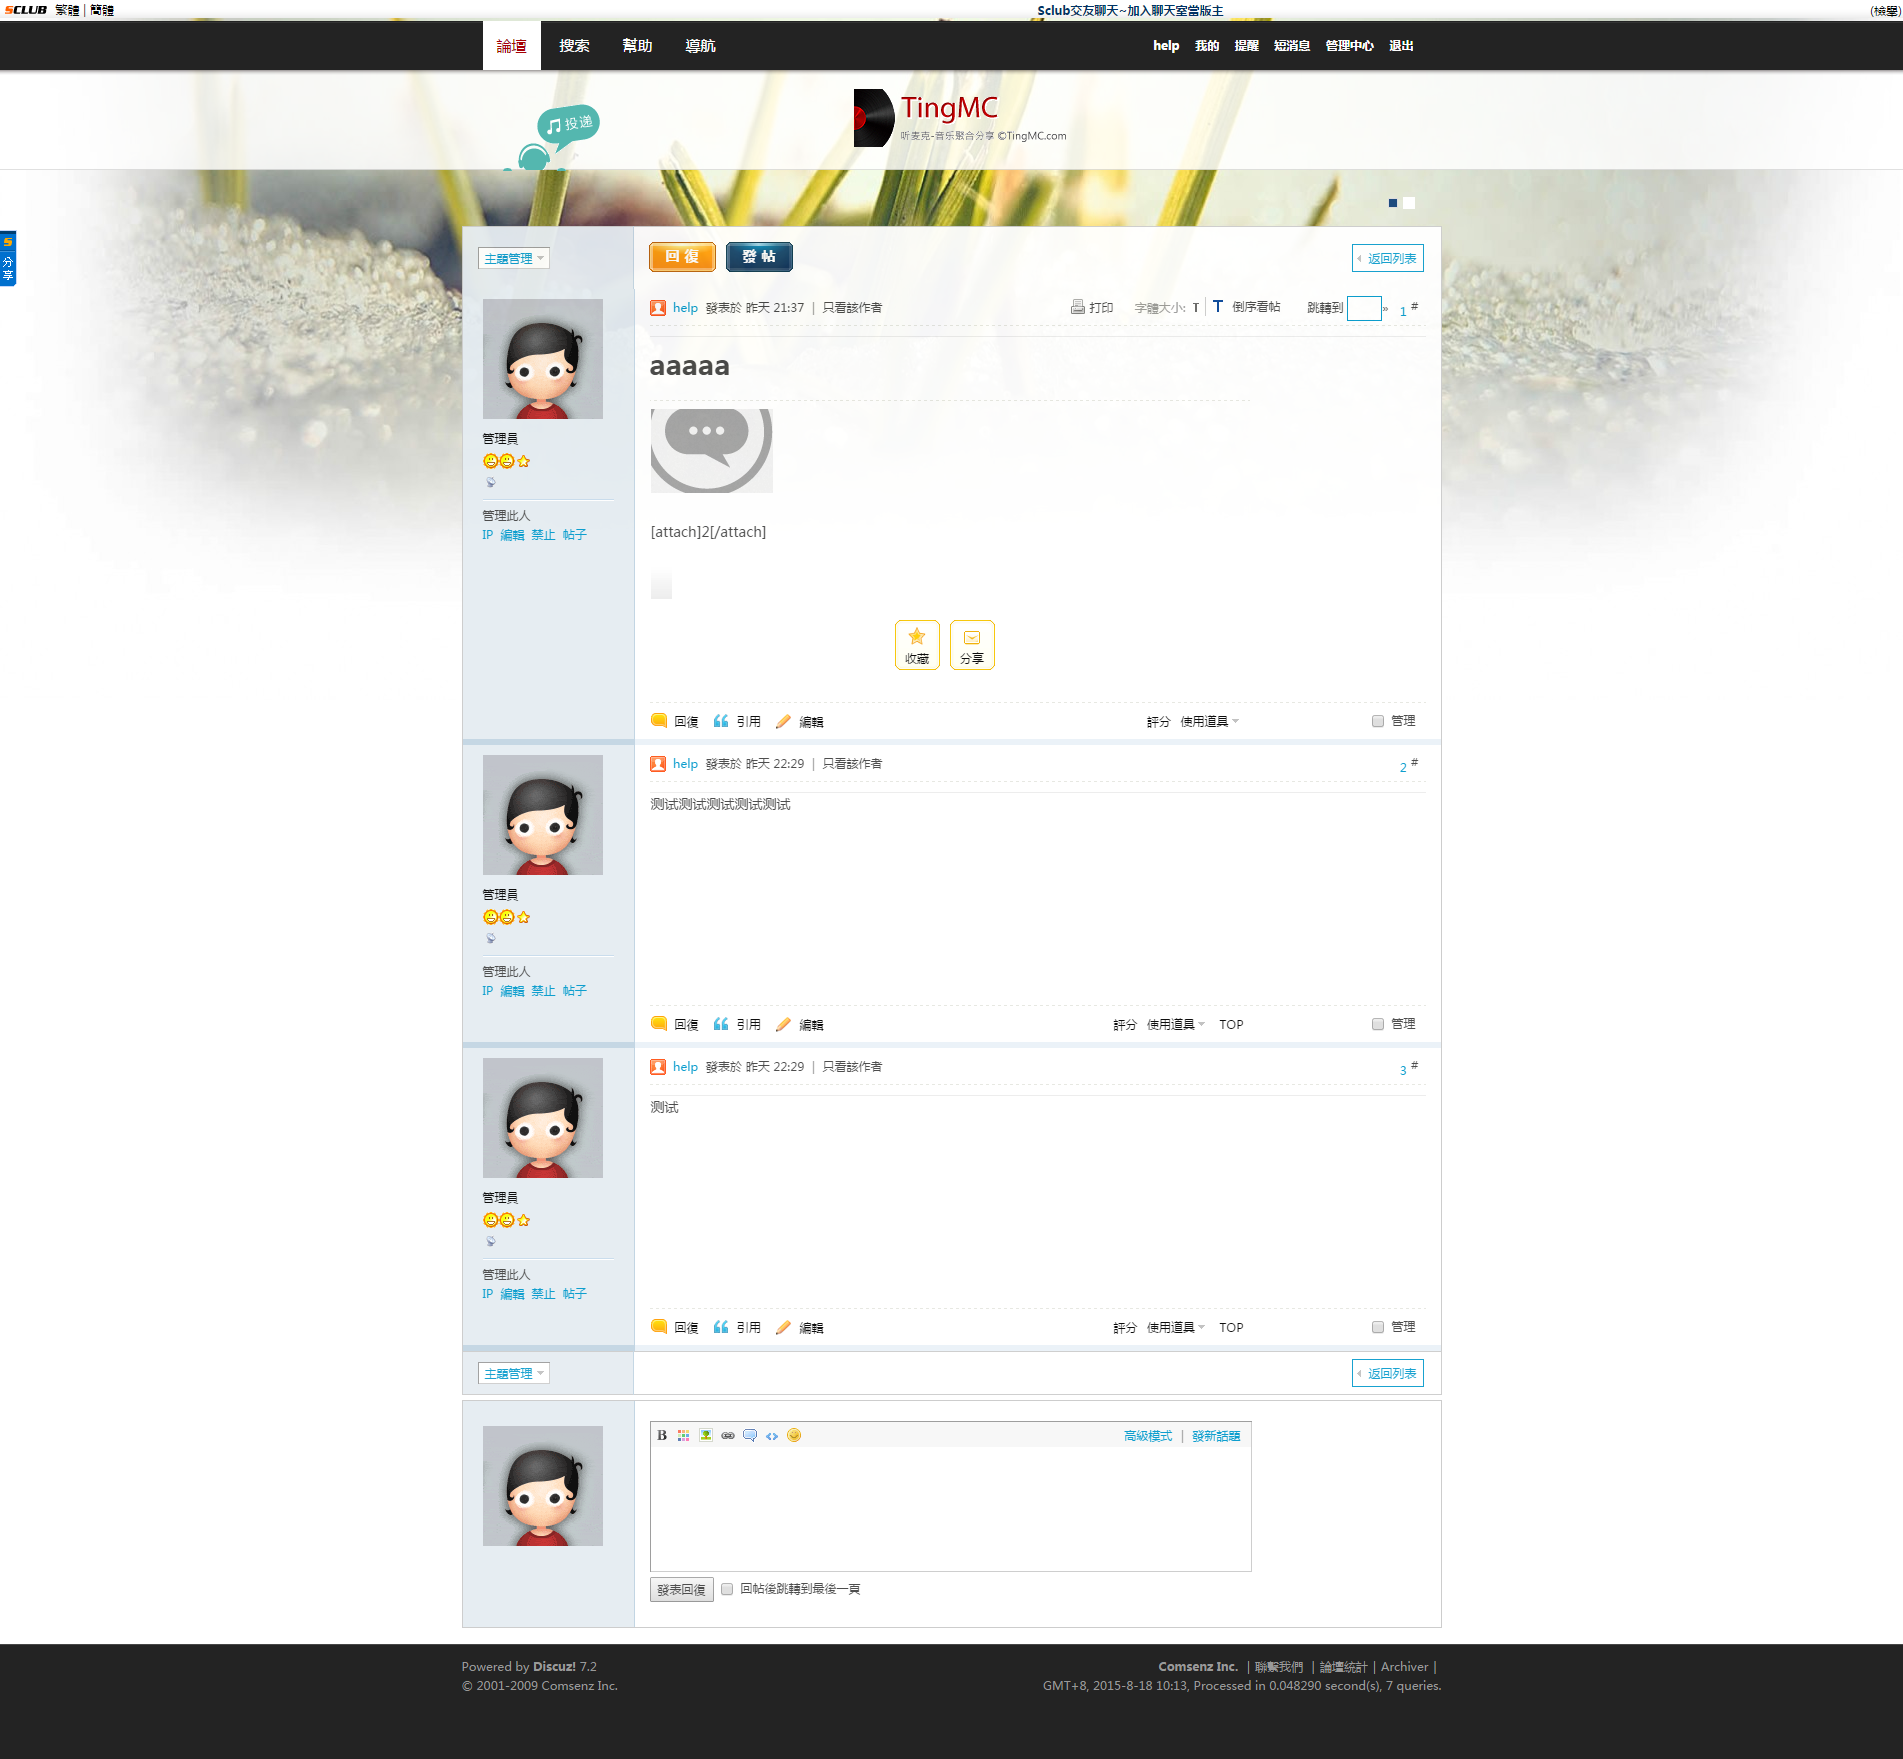 SCLUB 繁體 | 簡體 Sclub交友聊天~加入聊天室當版主 (檢舉)
論壇 搜索 幫助 導航 help 我的 提醒 短消息 管理中心 退出
投递
TingMC
听麦克-音乐聚合分享 ©TingMC.com
S 分享
主題管理 回復 發帖 返回列表
help 發表於 昨天 21:37 | 只看該作者 打印 字體大小: T | T 倒序看帖 跳轉到 » 1 #
aaaaa
管理員
[attach]2[/attach]
管理此人
IP 編輯 禁止 帖子
收藏 分享
回復 引用 編輯 評分 使用道具 管理
help 發表於 昨天 22:29 | 只看該作者 2 #
测试测试测试测试测试
管理員
管理此人
IP 編輯 禁止 帖子
回復 引用 編輯 評分 使用道具 TOP 管理
help 發表於 昨天 22:29 | 只看該作者 3 #
测试
管理員
管理此人
IP 編輯 禁止 帖子
回復 引用 編輯 評分 使用道具 TOP 管理
主題管理 返回列表
B 高級模式 | 發新話題
發表回復 回帖後跳轉到最後一頁
Powered by Discuz! 7.2 Comsenz Inc. | 聯繫我們 | 論壇統計 | Archiver |
© 2001-2009 Comsenz Inc. GMT+8, 2015-8-18 10:13, Processed in 0.048290 second(s), 7 queries.